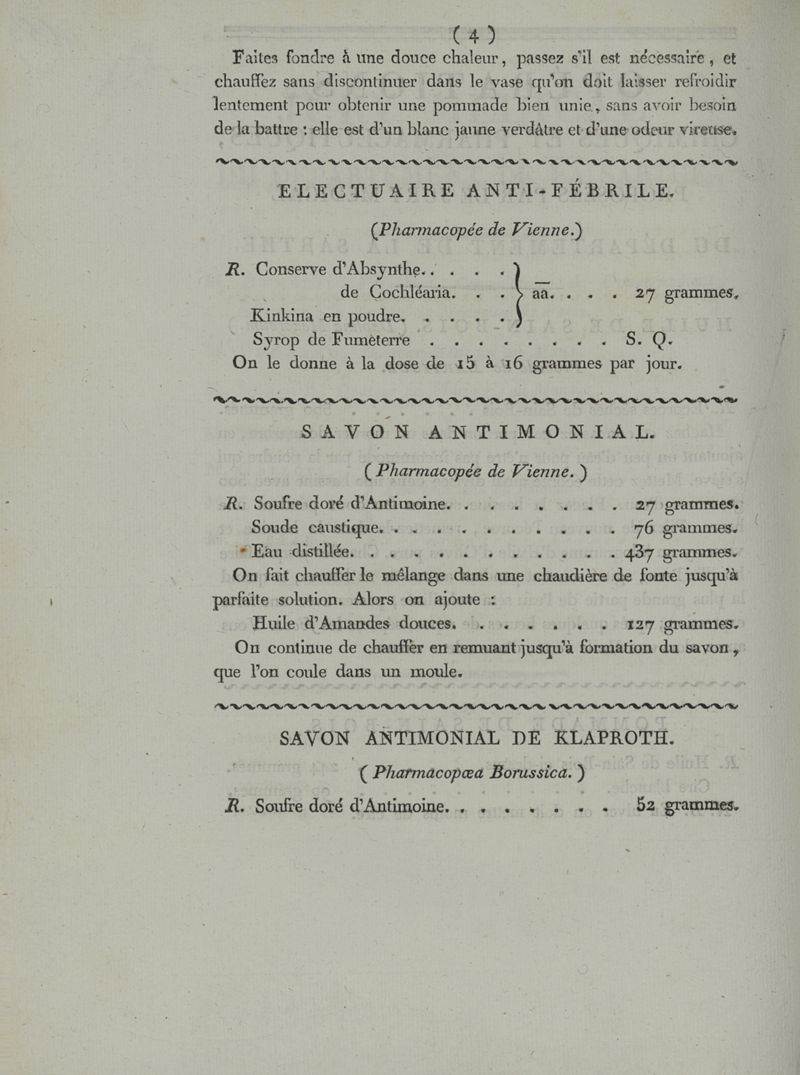 ( 4 )
Faites fondre à une douce chaleur, passez s'il est nécessaire, et
chauffez sans discontinuer dans le vase qu'on doit laisser refroidir
lentement pour obtenir une pommade bien unie, sans avoir besoin
de la battre : elle est d'un blanc jaune verdâtre et d'une odeur vireuse.
ELECTUAIRE ANTI-FÉBRILE.
(Pharmacopée de Vienne.)
R. Conserve d'Absynthe. . . . .
de Cochléaria. . . } aa. . . . 27 grammes.
Kinkina en poudre. . . . .
Syrop de Fumeterre . . . . . . . . S. Q.
On le donne à la dose de 15 à 16 grammes par jour.
SAVON ANTIMONIAL.
( Pharmacopée de Vienne. )
R. Soufre doré d'Antimoine. . . . . . . . 27 grammes.
Soude caustique. . . . . . . . . . . 76 grammes.
Eau distillée. . . . . . . . . . . . 437 grammes.
On fait chauffer le mélange dans une chaudière de fonte jusqu'à
parfaite solution. Alors on ajoute :
Huile d'Amandes douces. . . . . . . 127 grammes.
On continue de chauffer en remuant jusqu'à formation du savon,
que l'on coule dans un moule.
SAVON ANTIMONIAL DE KLAPROTH.
( Pharmacopœa Borussica. )
R. Soufre doré d'Antimoine. . . . . . . . 52 grammes.